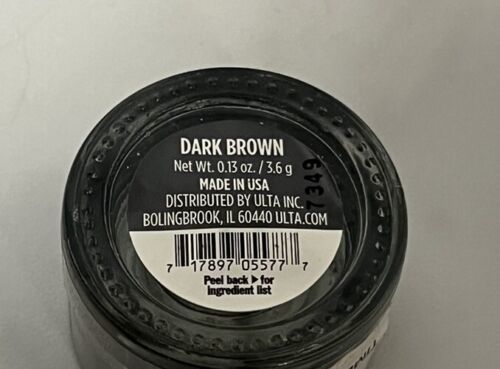 DARK BROWN
Net Wt. 0.13 oz. / 3.6 g
MADE IN USA
DISTRIBUTED BY ULTA INC.
BOLINGBROOK, IL 60440 ULTA.COM
7349
7 17897 05577 7
Peel back ▶ for
ingredient list